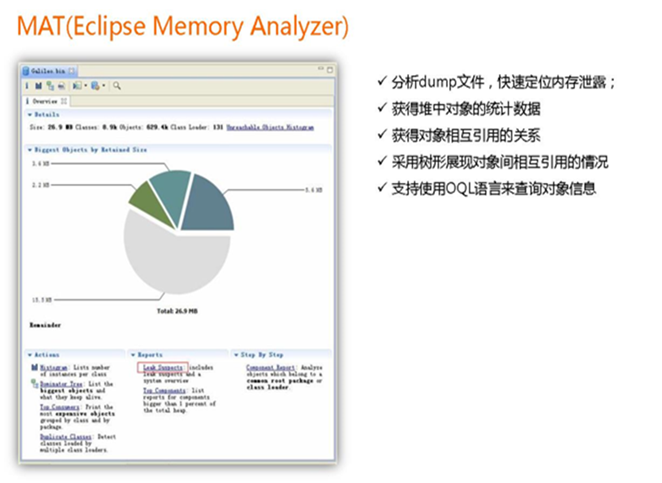 MAT(Eclipse Memory Analyzer)
✓ 分析dump文件，快速定位内存泄露；
✓ 获得堆中对象的统计数据
✓ 获得对象相互引用的关系
✓ 采用树形展现对象间相互引用的情况
✓ 支持使用OQL语言来查询对象信息
Galileo.bin
i Overview
Details
Size: 26.9 MB Classes: 8.9k Objects: 629.4k Class Loader: 131 Unreachable Objects Histogram
Biggest Objects by Retained Size
3.6 MB
2.2 MB
Total: 26.9 MB
Remainder
Actions
Histogram: Lists number
of instances per class
Dominator Tree: List the
biggest objects and
what they keep alive.
Top Consumers: Print the
most expensive objects
grouped by class and by
package.
Duplicate Classes: Detect
classes loaded by
multiple class loaders.
Reports
Leak Suspects: includes
leak suspects and a
system overview
Top Components: list
reports for components
bigger than 1 percent of
the total heap.
Step By Step
Component Report: Analyze
objects which belong to a
common root package or
class loader.